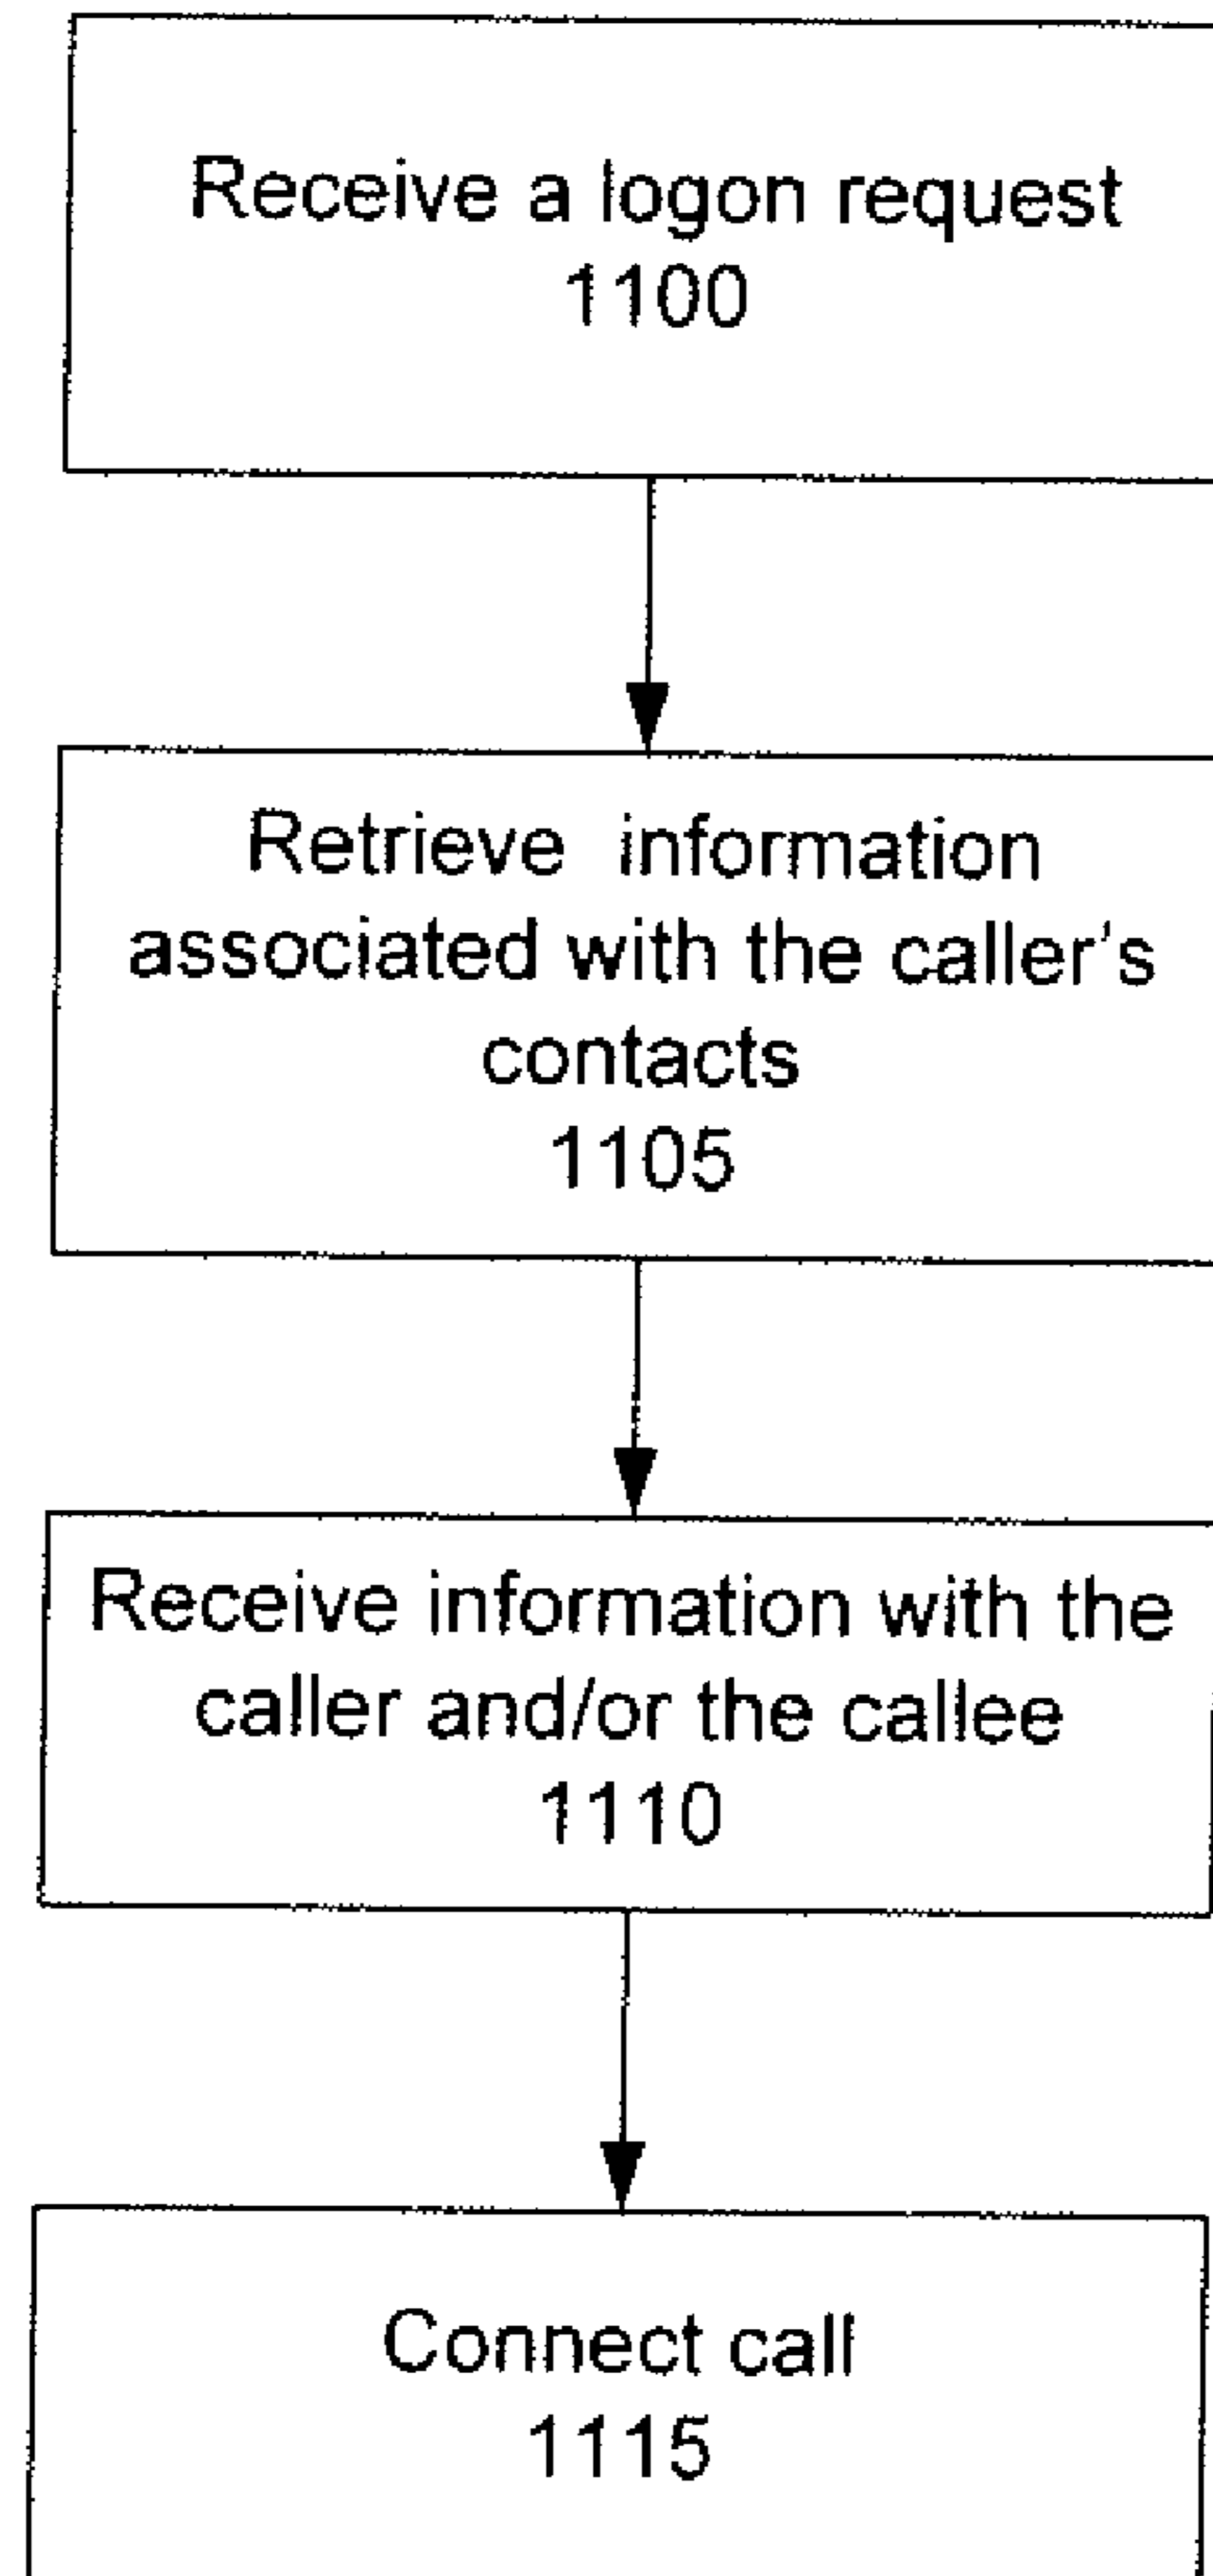 Receive a logon request
1100
Retrieve information
associated with the caller's
contacts
1105
Receive information with the
caller and/or the callee
1110
Connect call
1115